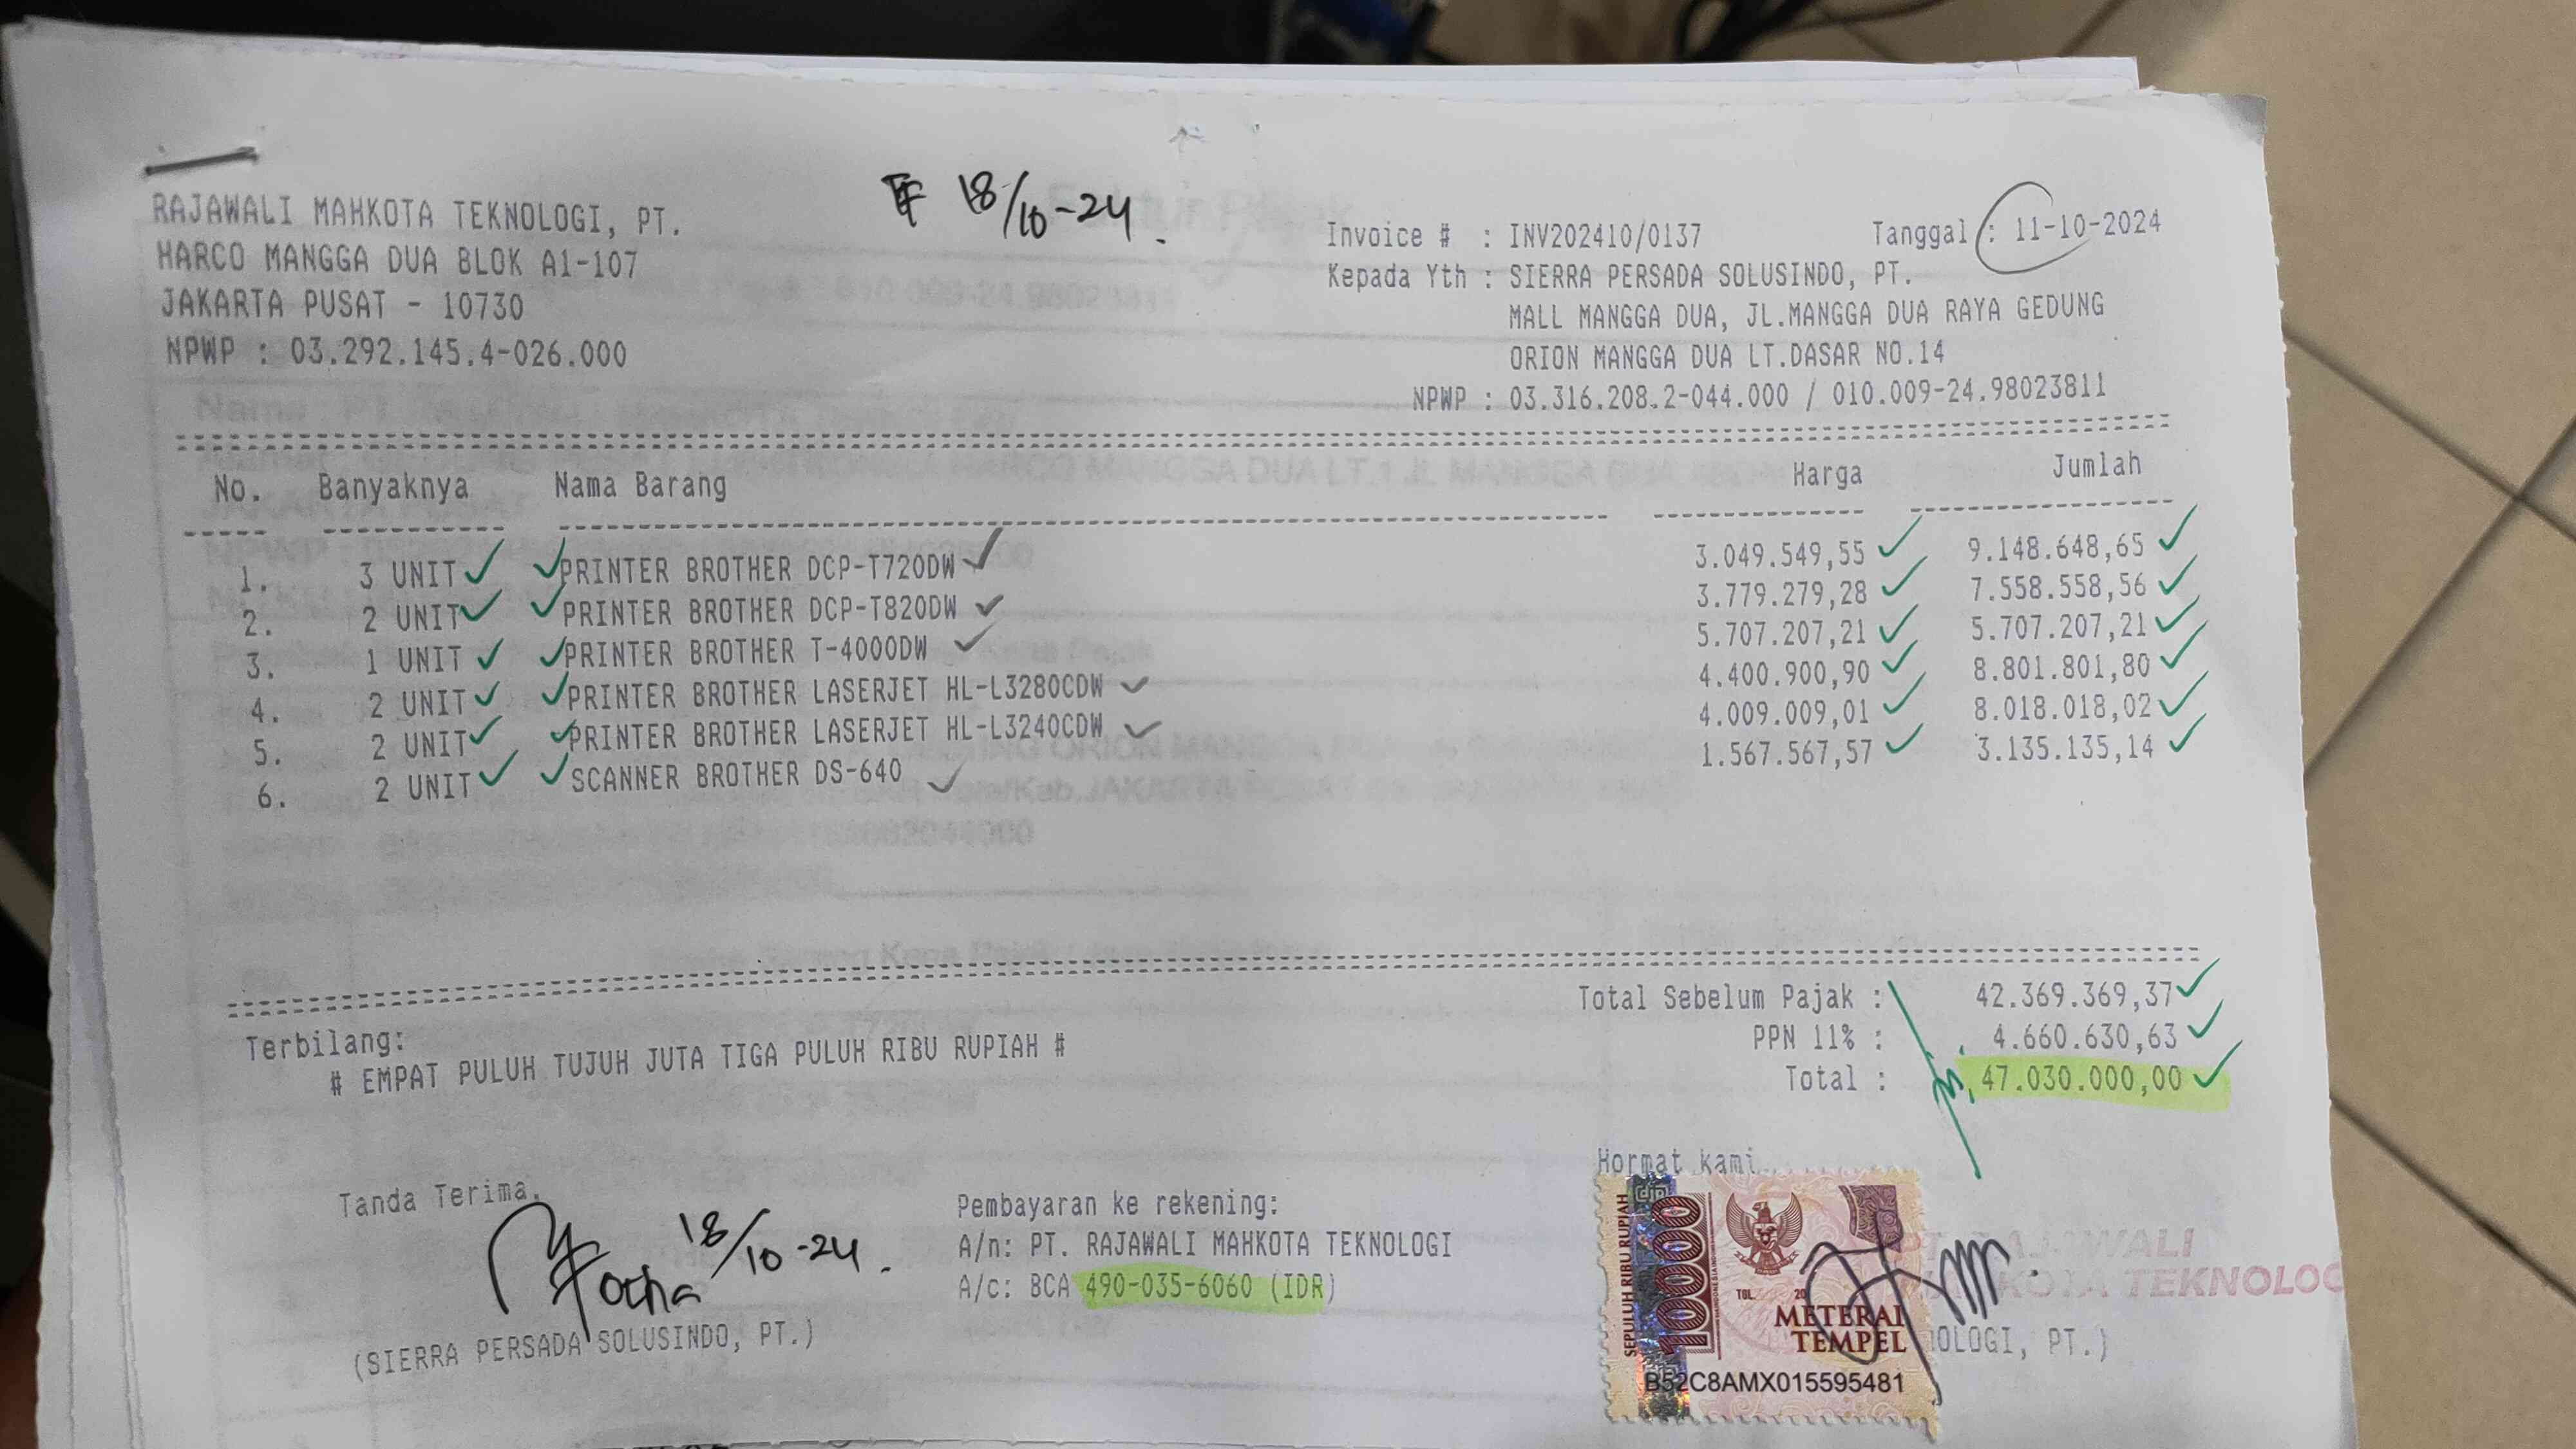 RAJAWALI MAHKOTA TEKNOLOGI, PT.
HARCO MANGGA DUA BLOK A1-107
JAKARTA PUSAT - 10730
NPWP : 03.292.145.4-026.000
18/10-24
Invoice # : INV202410/0137 Tanggal : 11-10-2024
Kepada Yth : SIERRA PERSADA SOLUSINDO, PT.
MALL MANGGA DUA, JL.MANGGA DUA RAYA GEDUNG
ORION MANGGA DUA LT.DASAR NO.14
NPWP : 03.316.208.2-044.000 / 010.009-24.98023811
No. Banyaknya Nama Barang Harga Jumlah
1. 3 UNIT PRINTER BROTHER DCP-T720DW 3.049.549,55 9.148.648,65
2. 2 UNIT PRINTER BROTHER DCP-T820DW 3.779.279,28 7.558.558,56
3. 1 UNIT PRINTER BROTHER T-4000DW 5.707.207,21 5.707.207,21
4. 2 UNIT PRINTER BROTHER LASERJET HL-L3280CDW 4.400.900,90 8.801.801,80
5. 2 UNIT PRINTER BROTHER LASERJET HL-L3240CDW 4.009.009,01 8.018.018,02
6. 2 UNIT SCANNER BROTHER DS-640 1.567.567,57 3.135.135,14
Total Sebelum Pajak : 42.369.369,37
PPN 11% : 4.660.630,63
Total : 47.030.000,00
Terbilang:
# EMPAT PULUH TUJUH JUTA TIGA PULUH RIBU RUPIAH #
Tanda Terima,
18/10-24
(SIERRA PERSADA SOLUSINDO, PT.)
Pembayaran ke rekening:
A/n: PT. RAJAWALI MAHKOTA TEKNOLOGI
A/c: BCA 490-035-6060 (IDR)
Hormat kami
SEPULUH RIBU RUPIAH
10000
TGL. 20
METERAI
TEMPEL
B52C8AMX015595481
RAJAWALI
KOTA TEKNOLOG
NOLOGI, PT.)